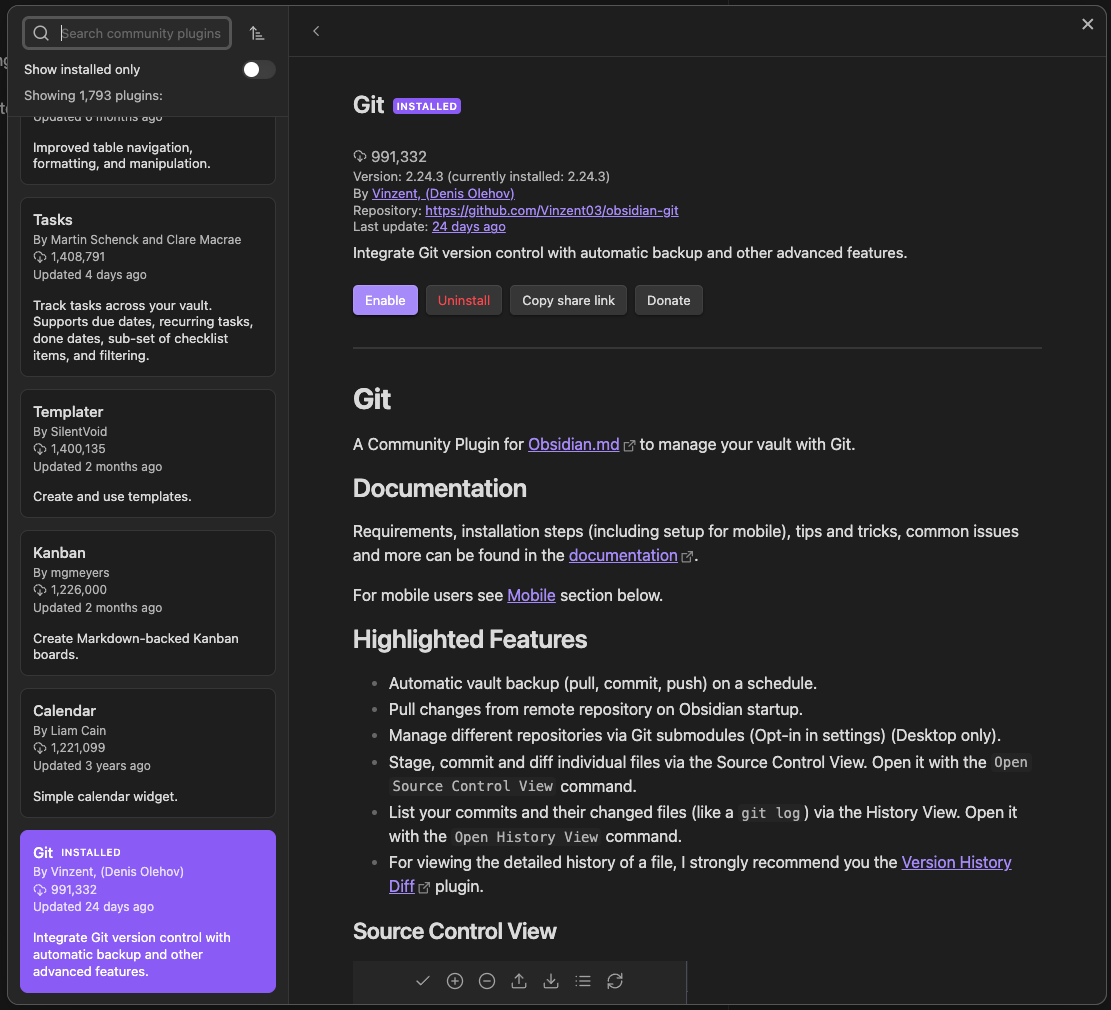 Search community plugins
Show installed only
Showing 1,793 plugins:
Updated 6 months ago
Improved table navigation,
formatting, and manipulation.
Tasks
By Martin Schenck and Clare Macrae
1,408,791
Updated 4 days ago
Track tasks across your vault.
Supports due dates, recurring tasks,
done dates, sub-set of checklist
items, and filtering.
Templater
By SilentVoid
1,400,135
Updated 2 months ago
Create and use templates.
Kanban
By mgmeyers
1,226,000
Updated 2 months ago
Create Markdown-backed Kanban
boards.
Calendar
By Liam Cain
1,221,099
Updated 3 years ago
Simple calendar widget.
Git INSTALLED
By Vinzent, (Denis Olehov)
991,332
Updated 24 days ago
Integrate Git version control with
automatic backup and other
advanced features.
Git INSTALLED
991,332
Version: 2.24.3 (currently installed: 2.24.3)
By Vinzent, (Denis Olehov)
Repository: https://github.com/Vinzent03/obsidian-git
Last update: 24 days ago
Integrate Git version control with automatic backup and other advanced features.
Enable Uninstall Copy share link Donate
Git
A Community Plugin for Obsidian.md to manage your vault with Git.
Documentation
Requirements, installation steps (including setup for mobile), tips and tricks, common issues
and more can be found in the documentation.
For mobile users see Mobile section below.
Highlighted Features
Automatic vault backup (pull, commit, push) on a schedule.
Pull changes from remote repository on Obsidian startup.
Manage different repositories via Git submodules (Opt-in in settings) (Desktop only).
Stage, commit and diff individual files via the Source Control View. Open it with the Open
Source Control View command.
List your commits and their changed files (like a git log) via the History View. Open it
with the Open History View command.
For viewing the detailed history of a file, I strongly recommend you the Version History
Diff plugin.
Source Control View